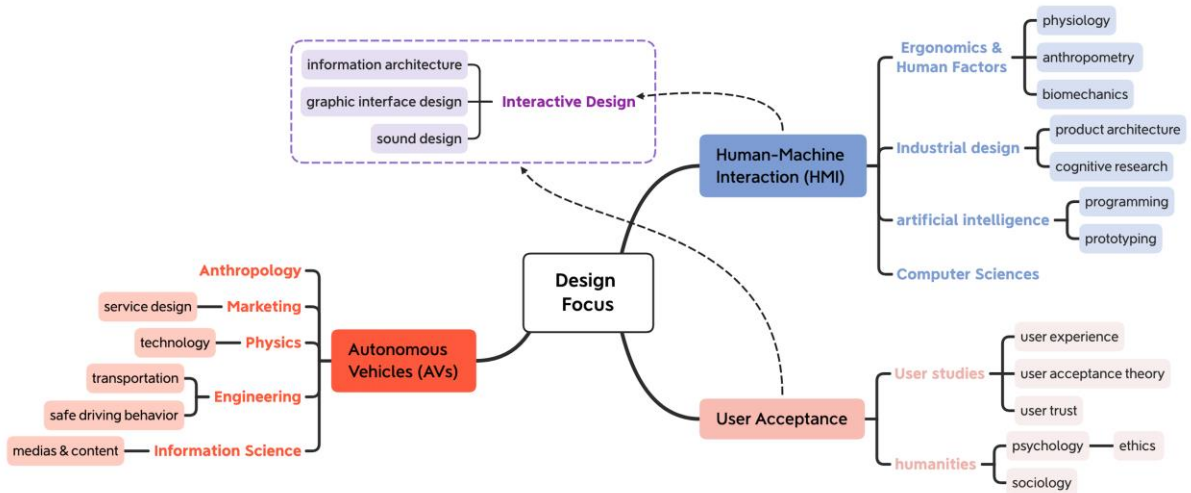 information architecture
graphic interface design
sound design
Interactive Design
Human-Machine
Interaction (HMI)
Ergonomics &
Human Factors
physiology
anthropometry
biomechanics
Industrial design
product architecture
cognitive research
artificial intelligence
programming
prototyping
Computer Sciences
Design
Focus
Autonomous
Vehicles (AVs)
Anthropology
service design
Marketing
technology
Physics
transportation
safe driving behavior
Engineering
medias & content
Information Science
User Acceptance
User studies
user experience
user acceptance theory
user trust
humanities
psychology
ethics
sociology